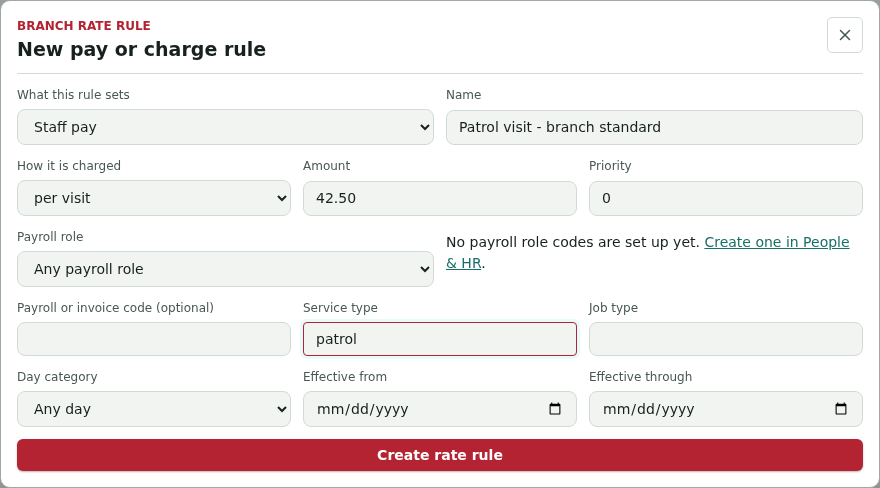 BRANCH RATE RULE
New pay or charge rule
What this rule sets
Name
Staff pay
Patrol visit - branch standard
How it is charged
Amount
Priority
per visit
42.50
0
Payroll role
Any payroll role
No payroll role codes are set up yet. Create one in People
& HR.
Payroll or invoice code (optional)
Service type
Job type
patrol
Day category
Effective from
Effective through
Any day
mm/dd/yyyy
mm/dd/yyyy
Create rate rule